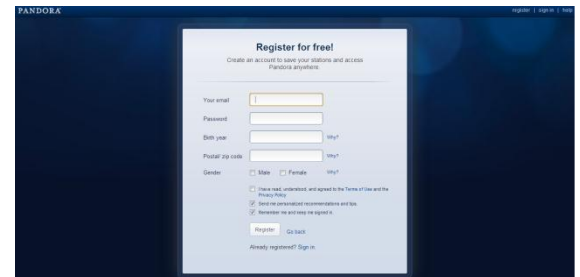 PANDORA
register | sign in | help
Register for free!
Create an account to save your stations and access
Pandora anywhere.
Your email
Password
Birth year Why?
Postal/ zip code Why?
Gender Male Female Why?
I have read, understood, and agreed to the Terms of Use and the
Privacy Policy
Send me personalized recommendations and tips.
Remember me and keep me signed in.
Register Go back
Already registered? Sign in